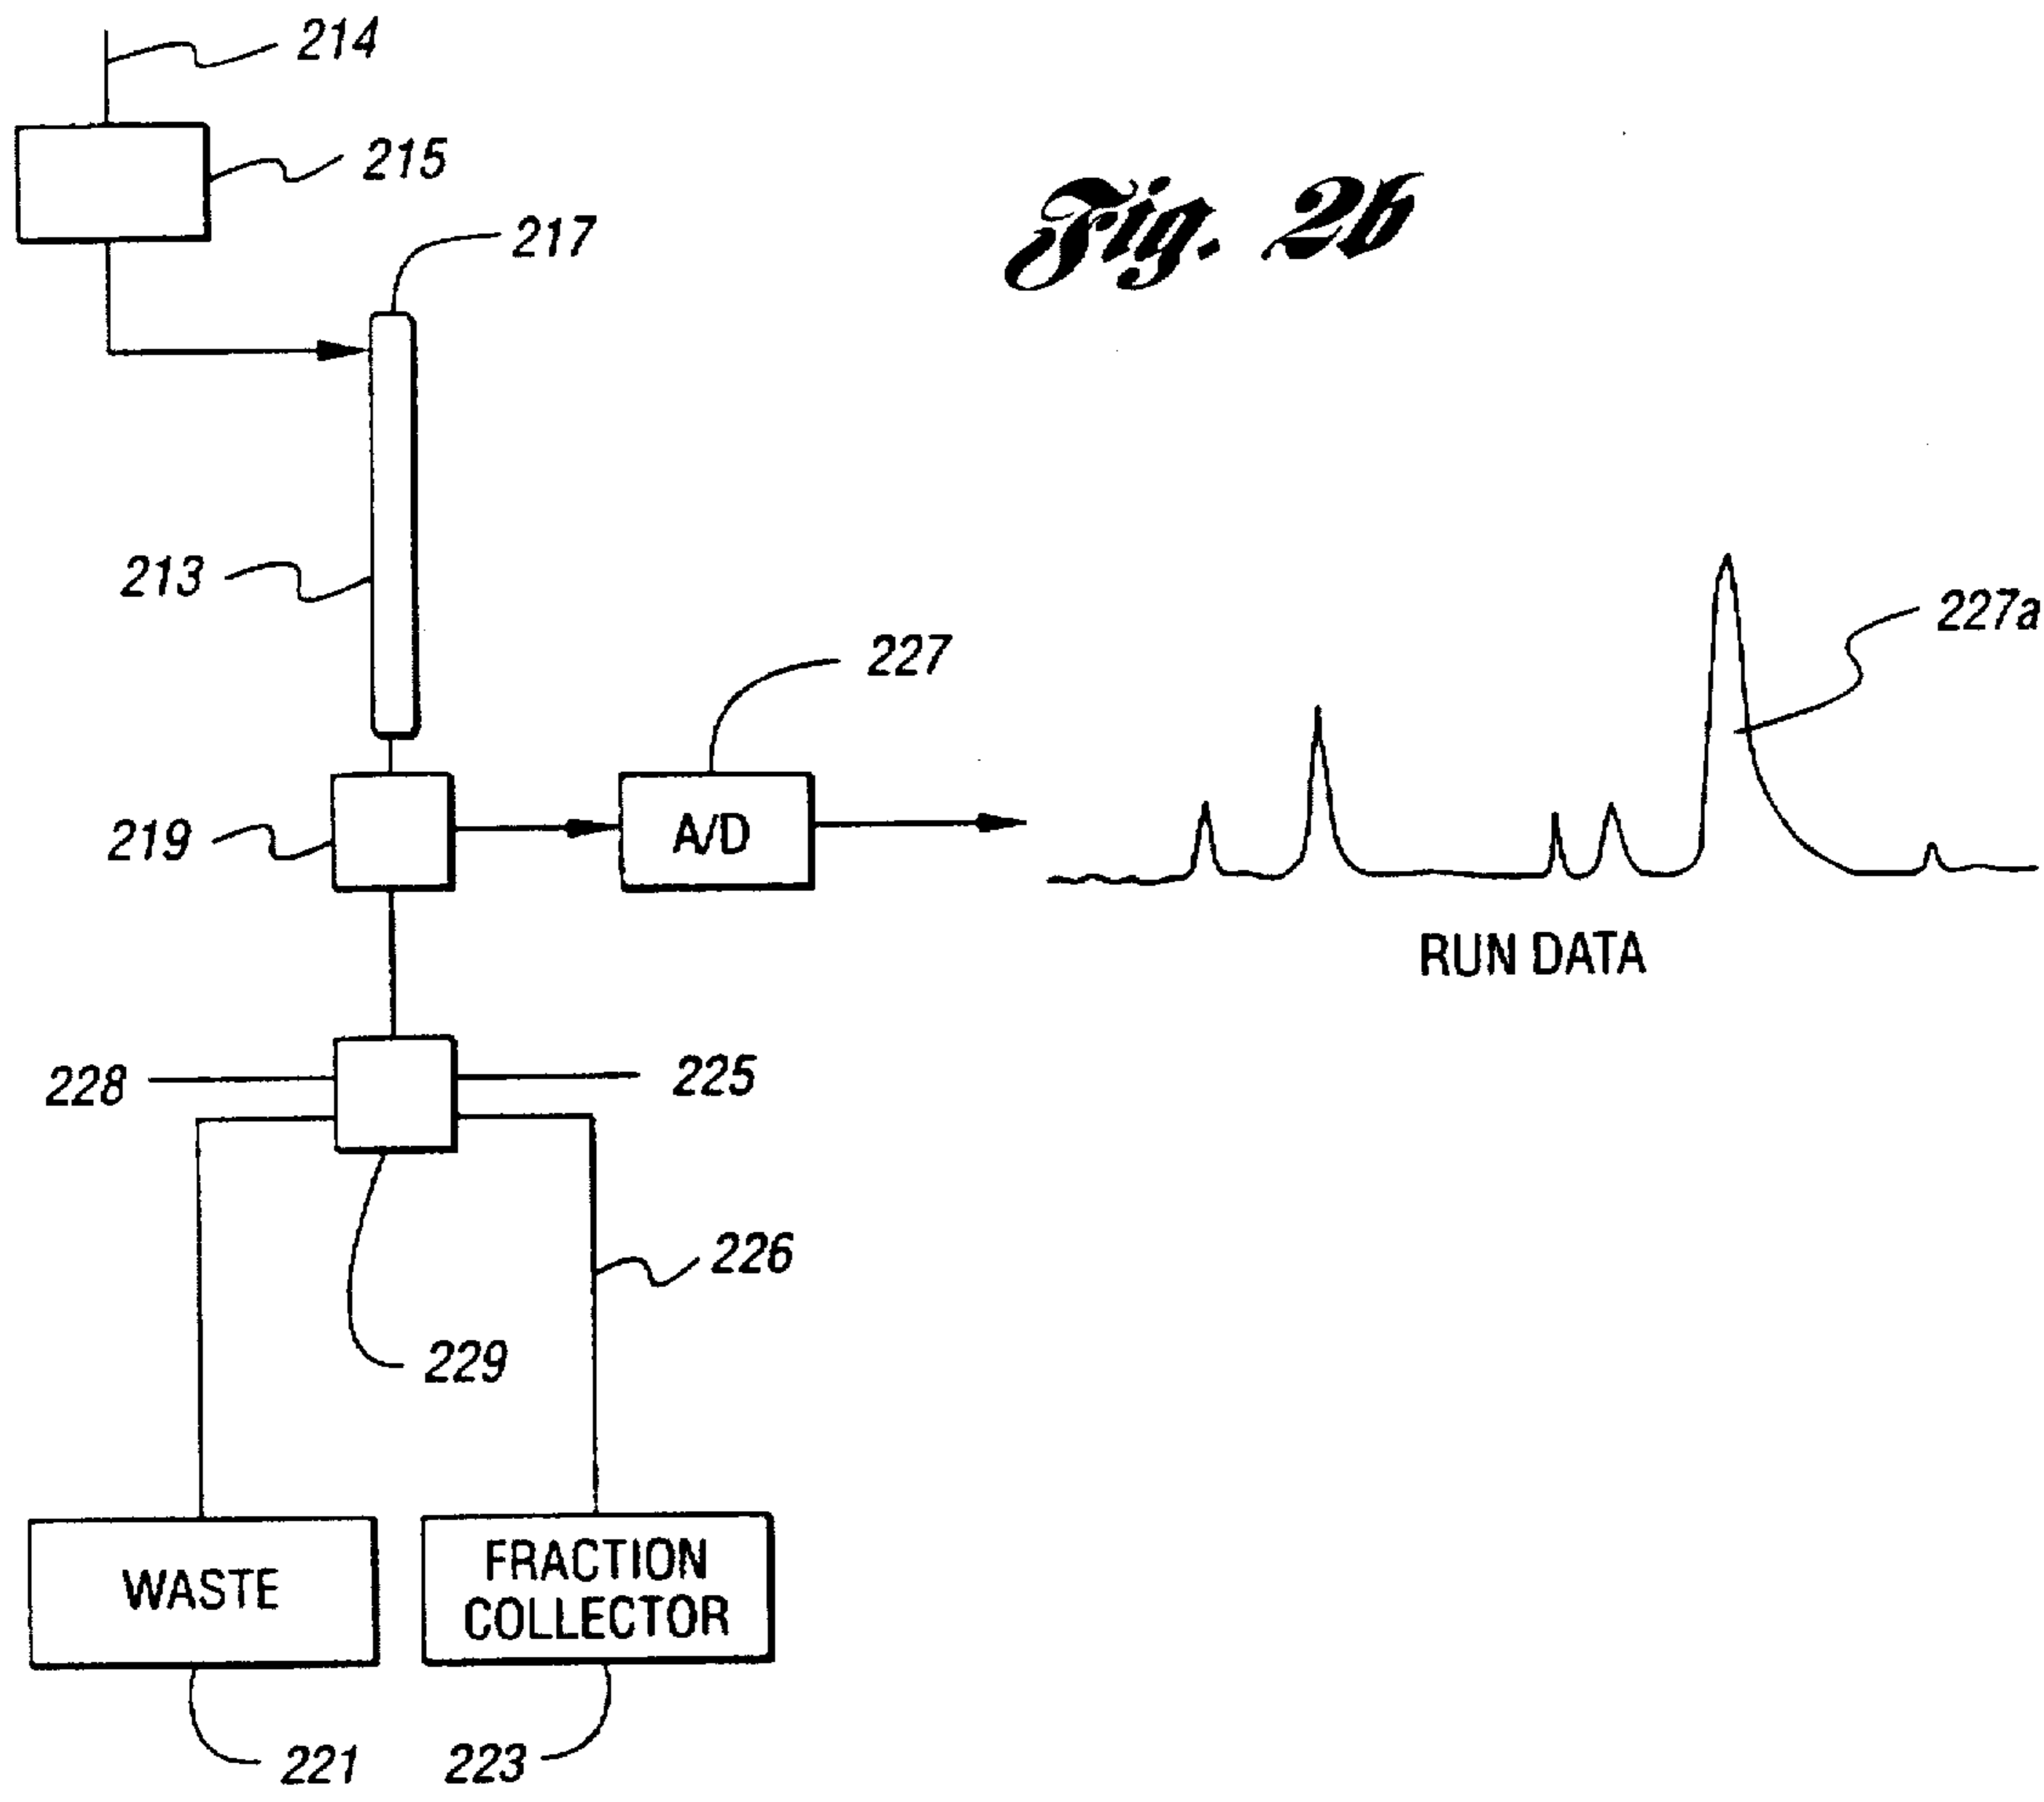 214
215
Fig. 2b
217
213
227a
227
219
A/D
RUN DATA
228
225
226
229
WASTE
FRACTION
COLLECTOR
221
223